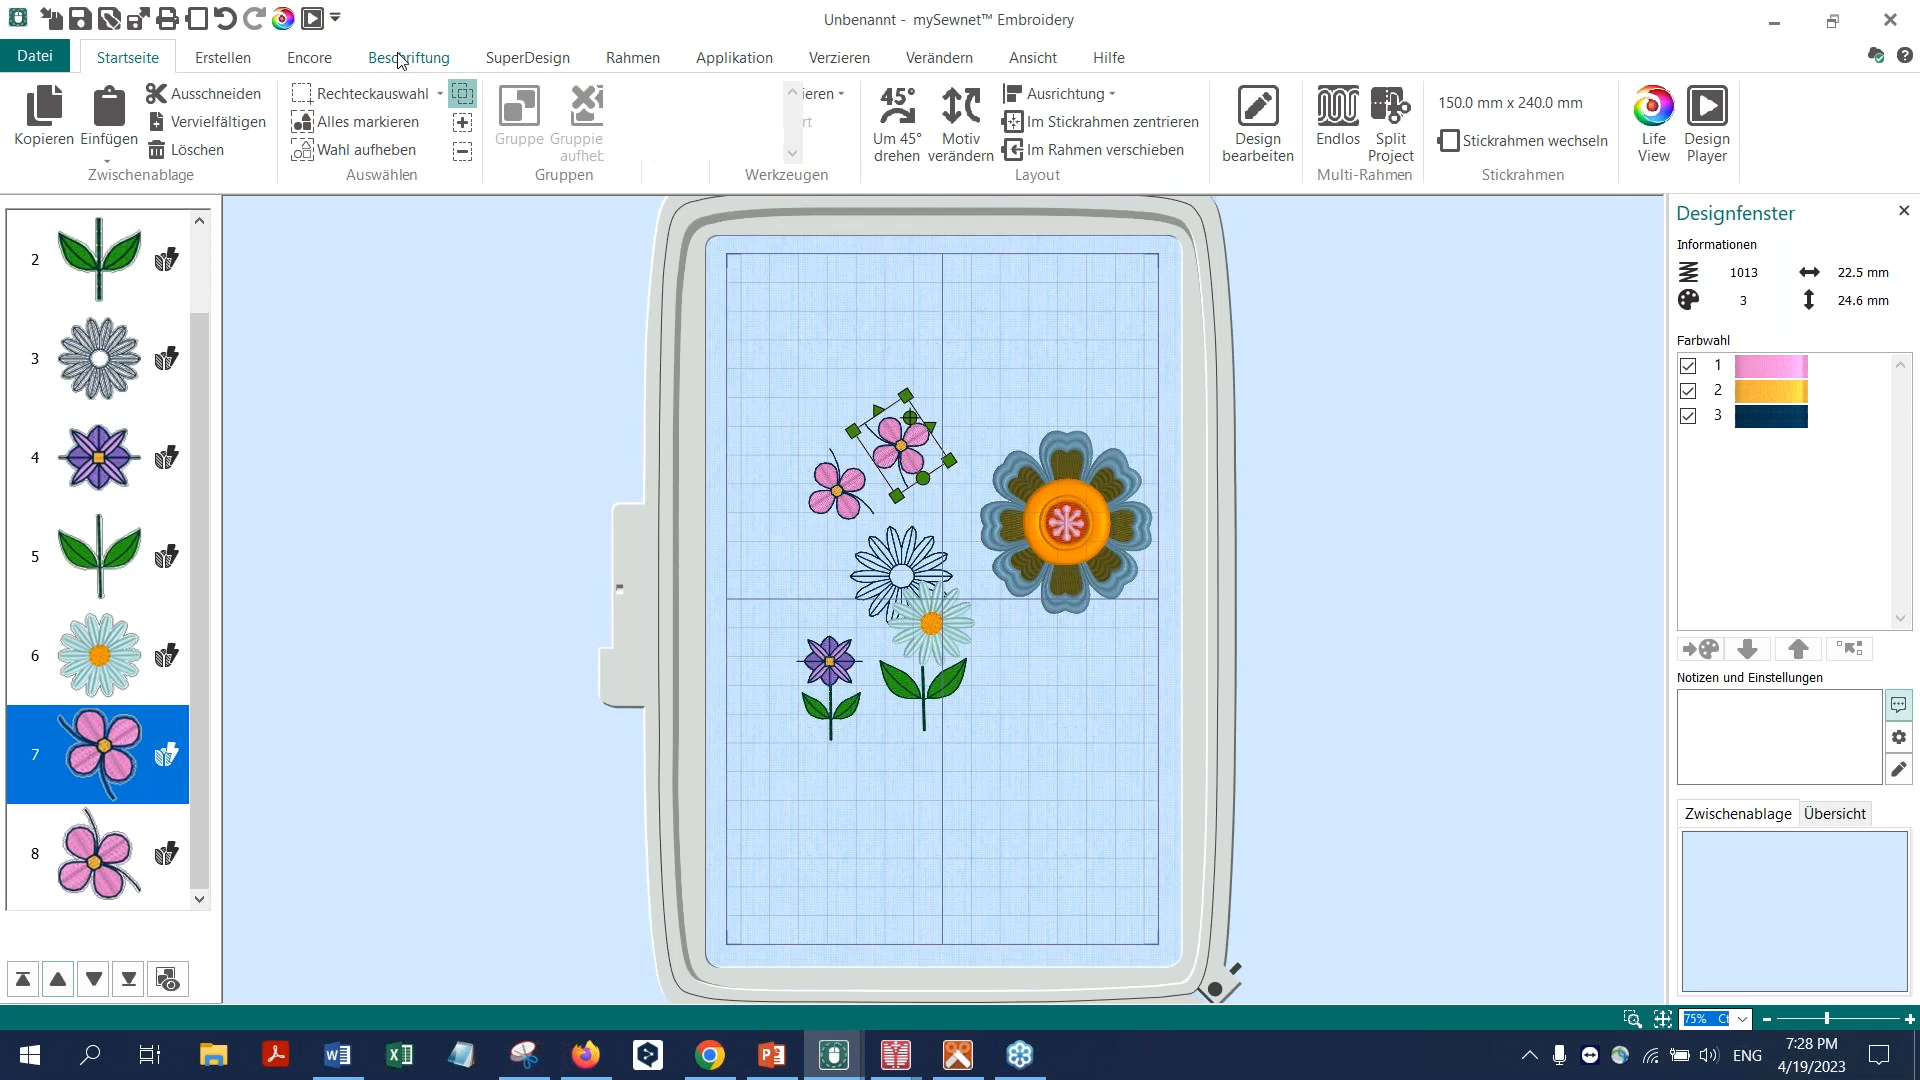 Unbenannt - mySewnet™ Embroidery
Datei Startseite Erstellen Encore Beschriftung SuperDesign Rahmen Applikation Verzieren Verändern Ansicht Hilfe
Kopieren
Einfügen
Ausschneiden
Vervielfältigen
Löschen
Zwischenablage
Rechteckauswahl
Alles markieren
Wahl aufheben
Auswählen
Gruppe
Gruppie
aufheb
Gruppen
ieren
rt
Werkzeugen
45°
Um 45°
drehen
Motiv
verändern
Ausrichtung
Im Stickrahmen zentrieren
Im Rahmen verschieben
Layout
Design
bearbeiten
Endlos
Split
Project
Multi-Rahmen
150.0 mm x 240.0 mm
Stickrahmen wechseln
Stickrahmen
Life
View
Design
Player
2
3
4
5
6
7
8
Designfenster
Informationen
1013 22.5 mm
3 24.6 mm
Farbwahl
1
2
3
Notizen und Einstellungen
Zwischenablage Übersicht
75%
ENG
7:28 PM
4/19/2023